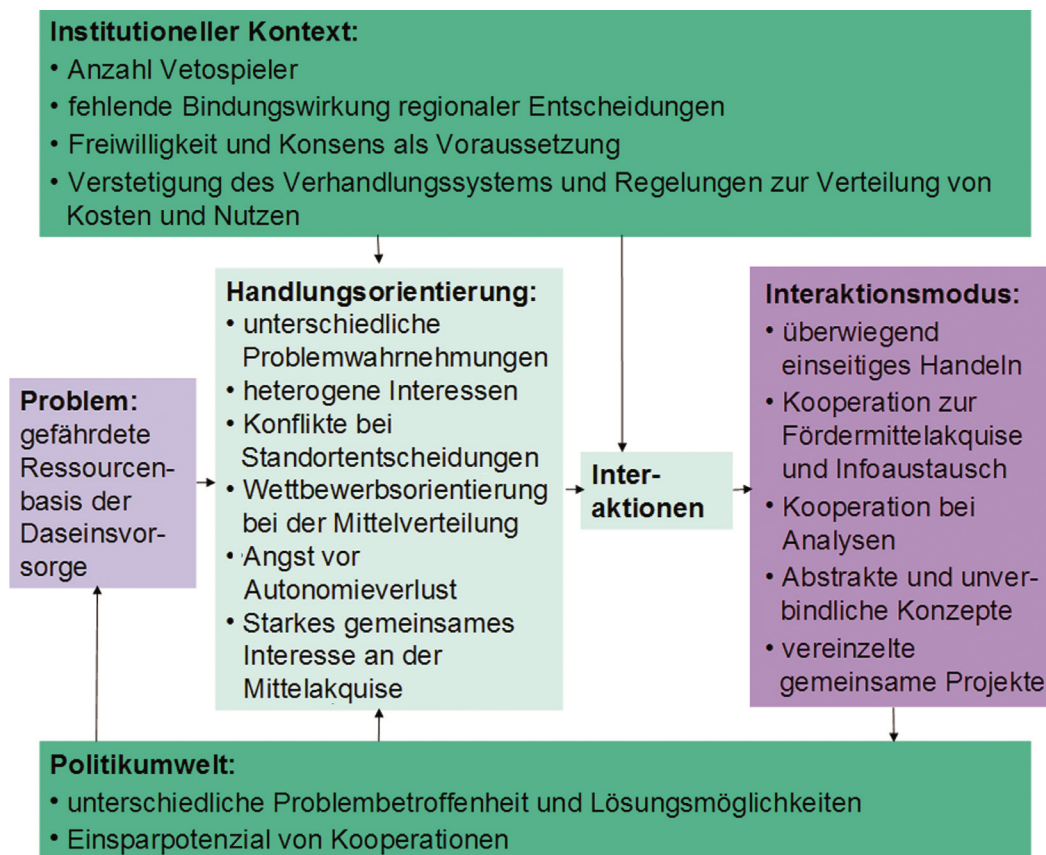 Institutioneller Kontext:
• Anzahl Vetospieler
• fehlende Bindungswirkung regionaler Entscheidungen
• Freiwilligkeit und Konsens als Voraussetzung
• Verstetigung des Verhandlungssystems und Regelungen zur Verteilung von
Kosten und Nutzen
Problem:
gefährdete
Ressourcen-
basis der
Daseinsvor-
sorge
Handlungsorientierung:
• unterschiedliche
Problemwahrnehmungen
• heterogene Interessen
• Konflikte bei
Standortentscheidungen
• Wettbewerbsorientierung
bei der Mittelverteilung
• Angst vor
Autonomieverlust
• Starkes gemeinsames
Interesse an der
Mittelakquise
Inter-
aktionen
Interaktionsmodus:
• überwiegend
einseitiges Handeln
• Kooperation zur
Fördermittelakquise
und Infoaustausch
• Kooperation bei
Analysen
• Abstrakte und unver-
bindliche Konzepte
• vereinzelte
gemeinsame Projekte
Politikumwelt:
• unterschiedliche Problembetroffenheit und Lösungsmöglichkeiten
• Einsparpotenzial von Kooperationen